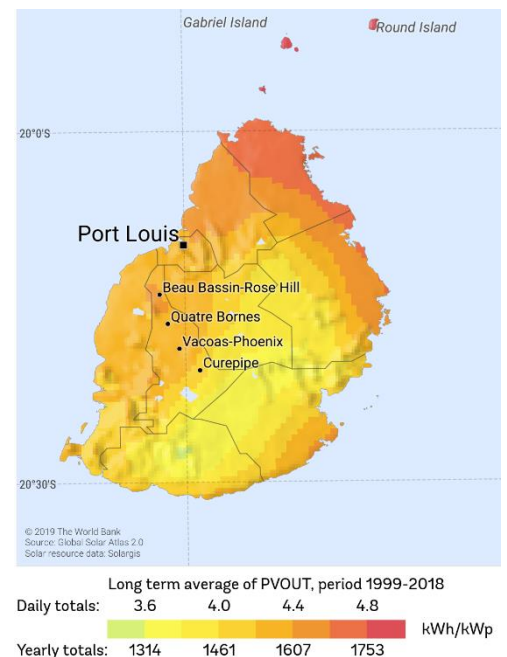 Gabriel Island
Round Island
20°0'S
Port Louis
Beau Bassin-Rose Hill
Quatre Bornes
Vacoas-Phoenix
Curepipe
20°30'S
© 2019 The World Bank
Source: Global Solar Atlas 2.0
Solar resource data: Solargis
Long term average of PVOUT, period 1999-2018
Daily totals: 3.6 4.0 4.4 4.8
kWh/kWp
Yearly totals: 1314 1461 1607 1753